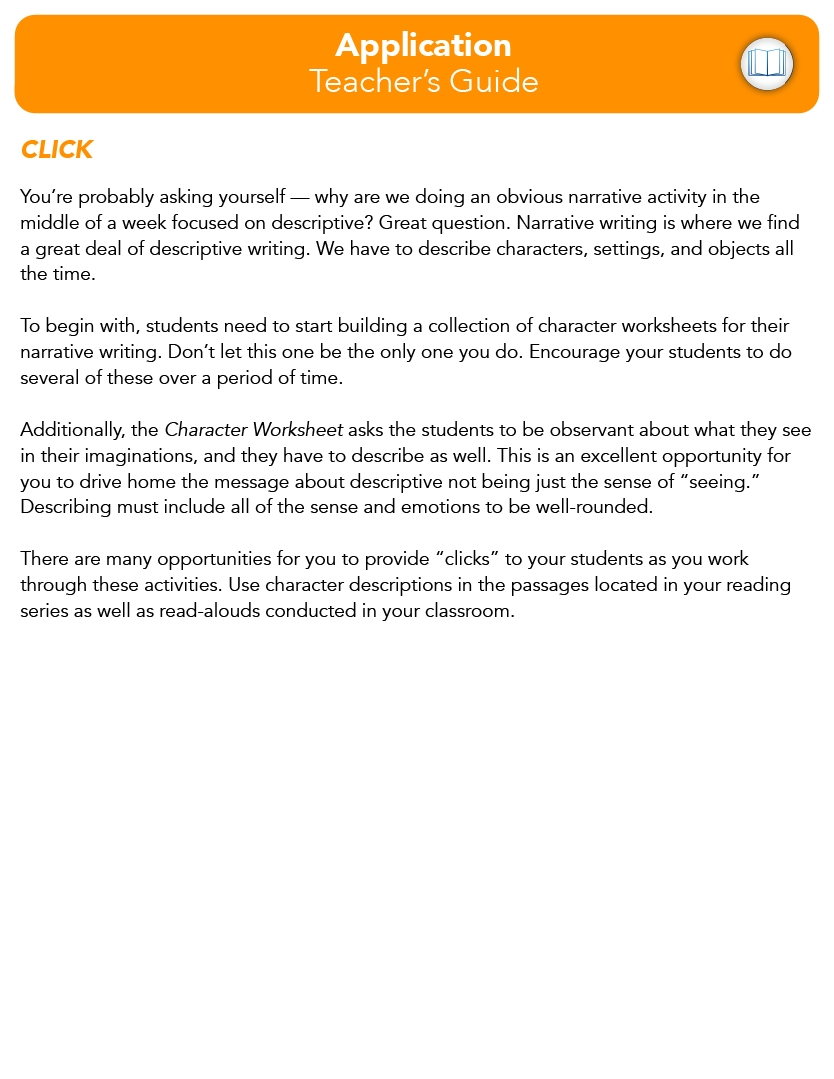 Application
Teacher’s Guide
CLICK
You’re probably asking yourself — why are we doing an obvious narrative activity in the
middle of a week focused on descriptive? Great question. Narrative writing is where we find
a great deal of descriptive writing. We have to describe characters, settings, and objects all
the time.
To begin with, students need to start building a collection of character worksheets for their
narrative writing. Don’t let this one be the only one you do. Encourage your students to do
several of these over a period of time.
Additionally, the Character Worksheet asks the students to be observant about what they see
in their imaginations, and they have to describe as well. This is an excellent opportunity for
you to drive home the message about descriptive not being just the sense of “seeing.”
Describing must include all of the sense and emotions to be well-rounded.
There are many opportunities for you to provide “clicks” to your students as you work
through these activities. Use character descriptions in the passages located in your reading
series as well as read-alouds conducted in your classroom.